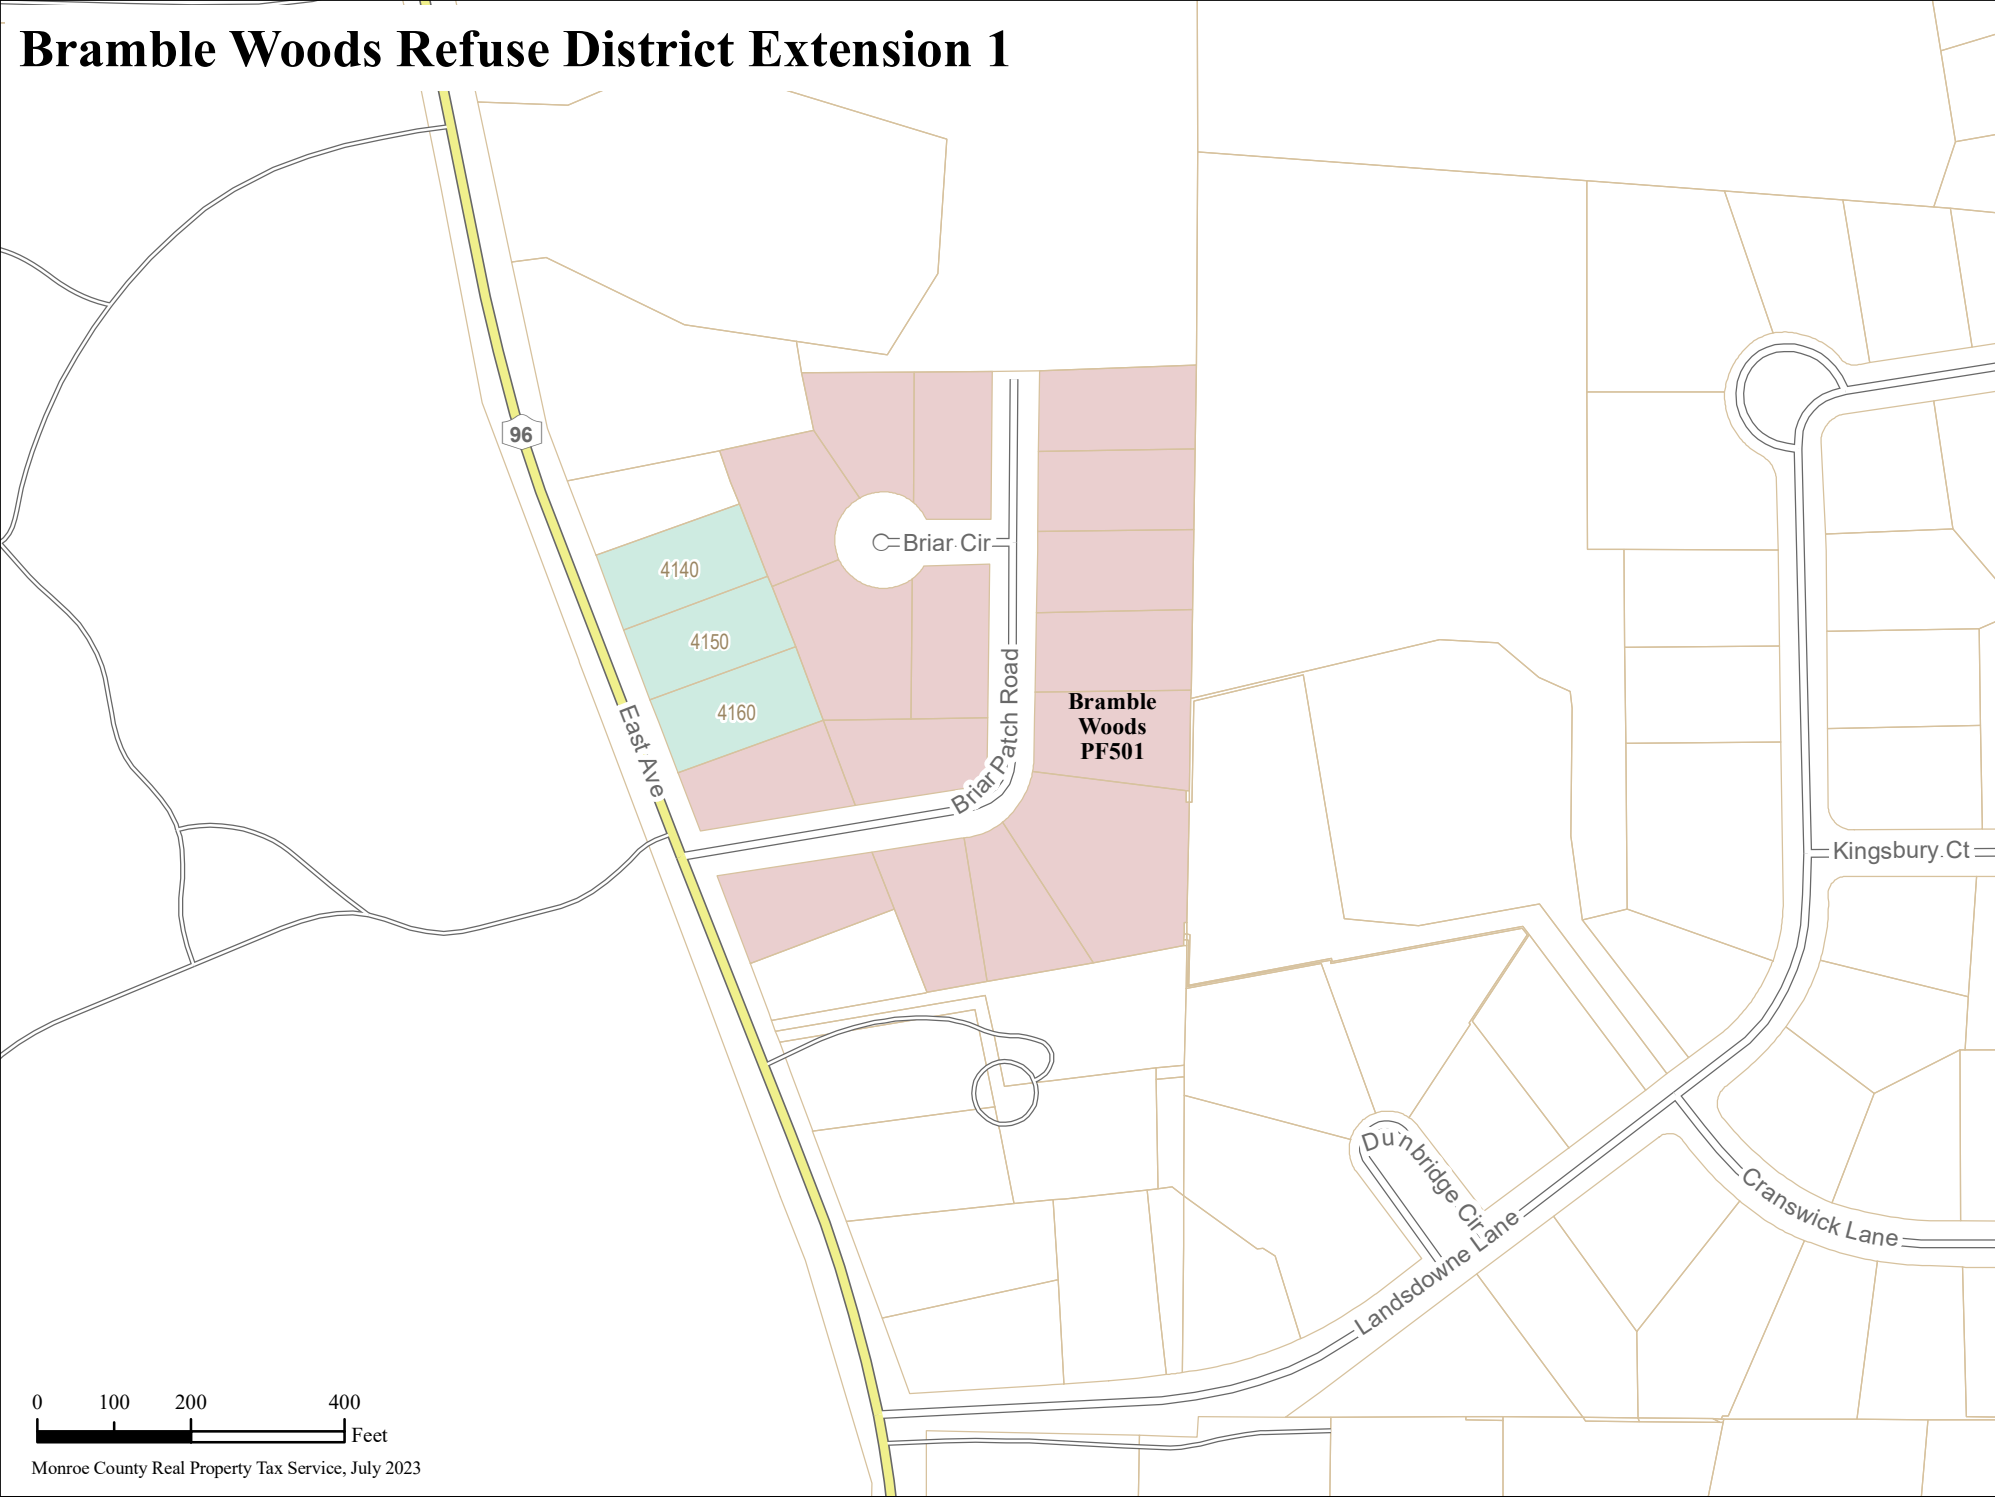 Bramble Woods Refuse District Extension 1
96
Briar Cir
4140
4150
4160
East Ave
Briar Patch Road
Bramble
Woods
PF501
Kingsbury Ct
Dunbridge Cir
Cranswick Lane
Landsdowne Lane
0 100 200 400
Feet
Monroe County Real Property Tax Service, July 2023